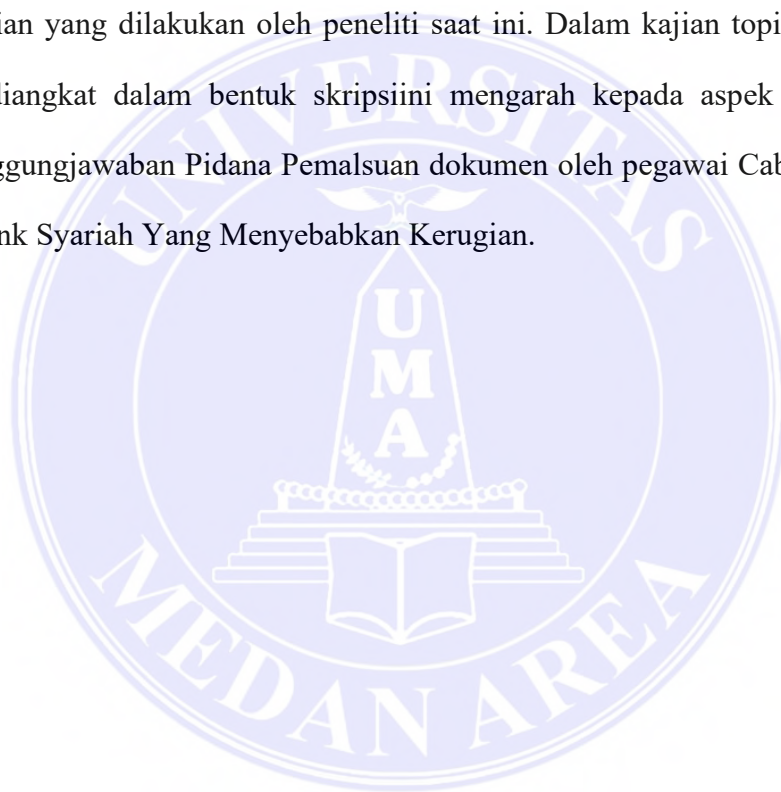 ian yang dilakukan oleh peneliti saat ini. Dalam kajian topi
diangkat dalam bentuk skripsiini mengarah kepada aspek
ggungjawaban Pidana Pemalsuan dokumen oleh pegawai Cab
nk Syariah Yang Menyebabkan Kerugian.
UNIVERSITAS
U
M
A
MEDAN AREA